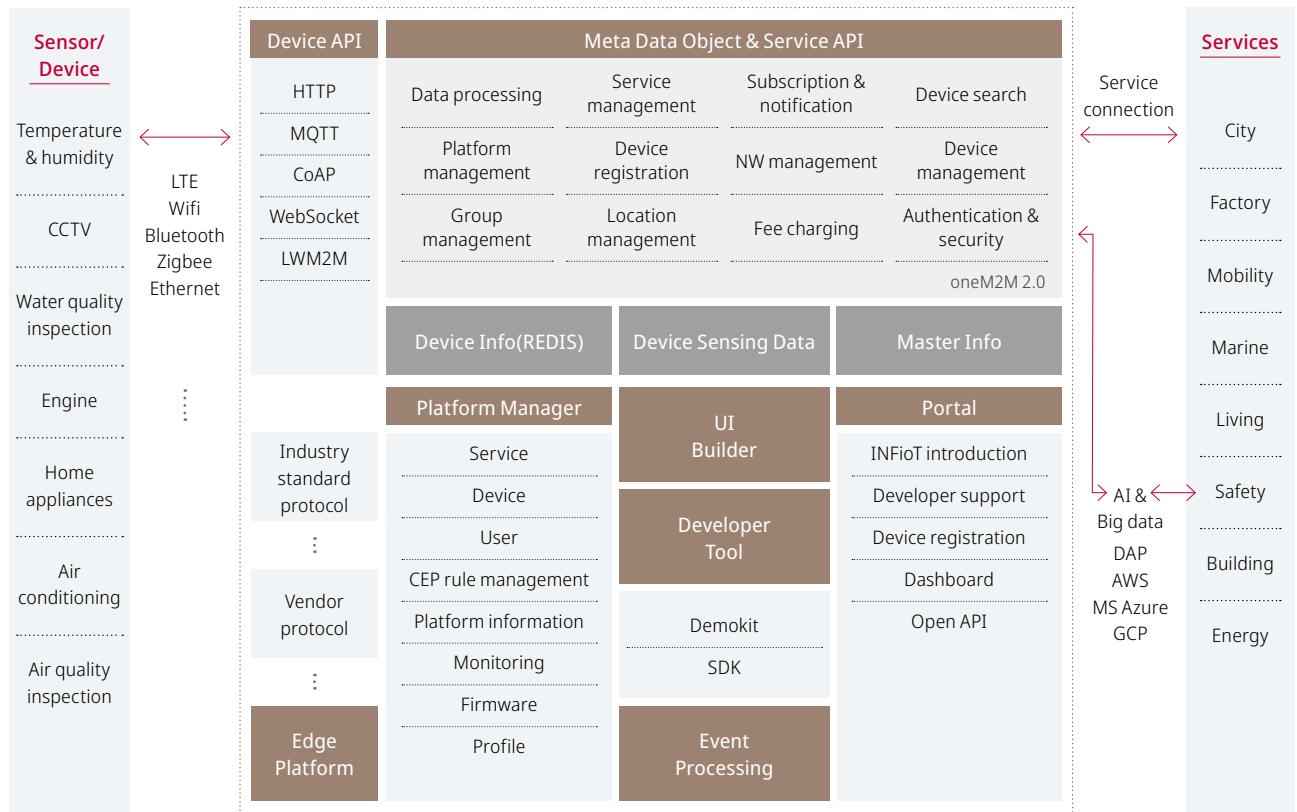 Sensor/
Device
Temperature
& humidity
CCTV
Water quality
inspection
Engine
Home
appliances
Air
conditioning
Air quality
inspection
LTE
Wifi
Bluetooth
Zigbee
Ethernet
Device API
HTTP
MQTT
CoAP
WebSocket
LWM2M
Industry
standard
protocol
Vendor
protocol
Edge
Platform
Meta Data Object & Service API
Data processing
Service
management
Subscription &
notification
Device search
Platform
management
Device
registration
NW management
Device
management
Group
management
Location
management
Fee charging
Authentication &
security
oneM2M 2.0
Device Info(REDIS)
Device Sensing Data
Master Info
Platform Manager
Service
Device
User
CEP rule management
Platform information
Monitoring
Firmware
Profile
UI
Builder
Developer
Tool
Demokit
SDK
Event
Processing
Portal
INFioT introduction
Developer support
Device registration
Dashboard
Open API
Service
connection
AI &
Big data
DAP
AWS
MS Azure
GCP
Services
City
Factory
Mobility
Marine
Living
Safety
Building
Energy